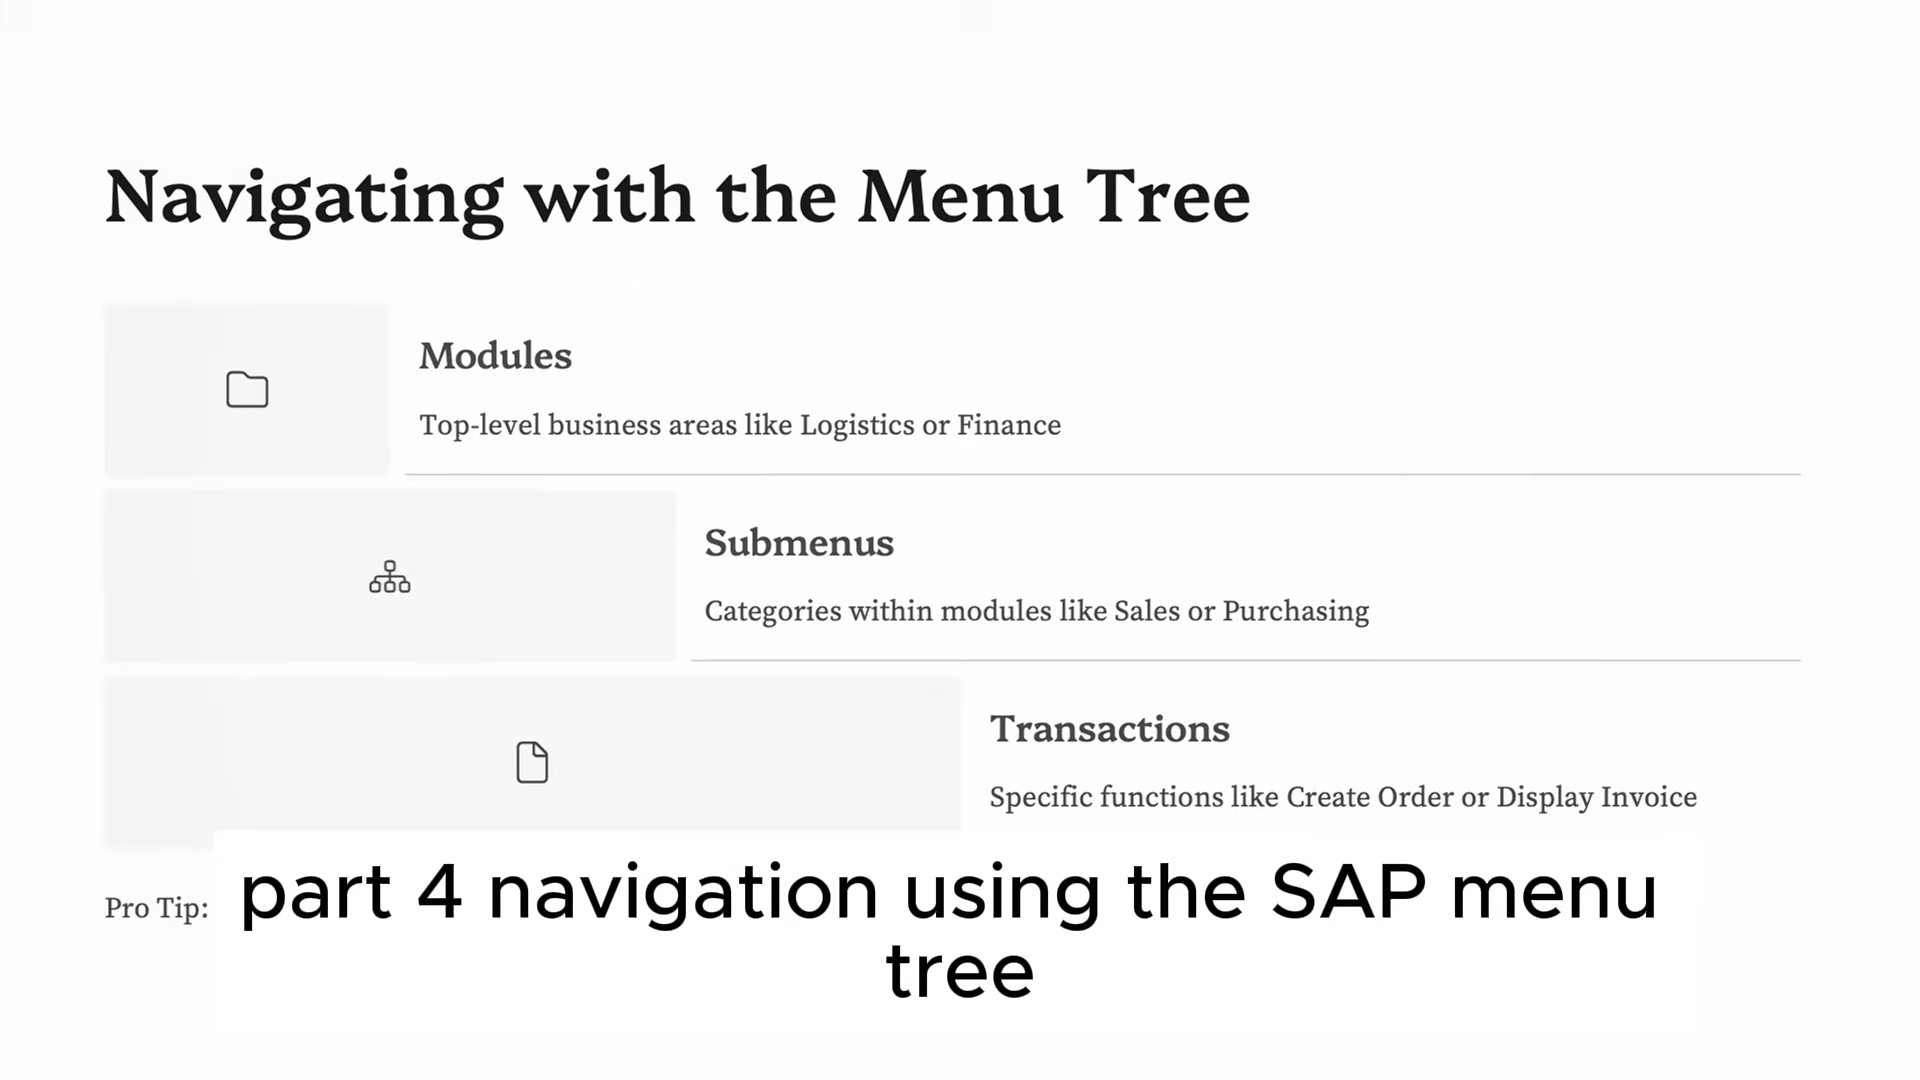 Navigating with the Menu Tree
Modules
Top-level business areas like Logistics or Finance
Submenus
Categories within modules like Sales or Purchasing
Transactions
Specific functions like Create Order or Display Invoice
Pro Tip:
part 4 navigation using the SAP menu
tree